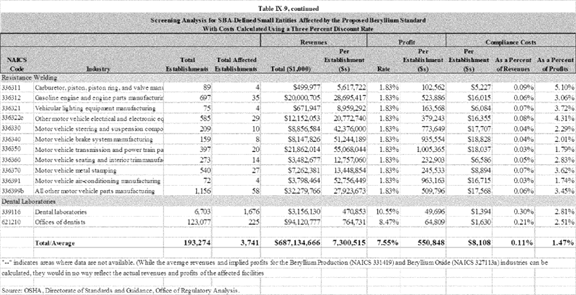 Table IX 9, continued
Screening Analysis for SBA-Defined Small Entities Affected by the Proposed Beryllium Standard
With Costs Calculated Using a Three Percent Discount Rate
Revenues Profit Compliance Costs
NAICS Code Industry Total Establishments Total Affected Establishments Total ($1,000) Per Establishment ($s) Rate Per Establishment ($s) Per Establishment ($s) As a Percent of Revenues As a Percent of Profits
Resistance Welding
336311 Carburetor, piston, piston ring, and valve manu 89 4 $499,977 5,617,722 1.83% 102,562 $5,227 0.09% 5.10%
336312 Gasoline engine and engine parts manufacturin 697 35 $20,000,705 28,695,417 1.83% 523,886 $16,015 0.06% 3.06%
336321 Vehicular lighting equipment manufacturing 75 4 $671,947 8,959,292 1.83% 163,568 $6,084 0.07% 3.72%
336322e Other motor vehicle electrical and electronic eq 585 29 $12,152,053 20,772,740 1.83% 379,243 $16,355 0.08% 4.31%
336330 Motor vehicle steering and suspension compo 209 10 $8,856,584 42,376,000 1.83% 773,649 $17,707 0.04% 2.29%
336340 Motor vehicle brake system manufacturing 159 8 $8,147,826 51,244,189 1.83% 935,554 $18,828 0.04% 2.01%
336350 Motor vehicle transmission and power train pa 397 20 $21,862,014 55,068,044 1.83% 1,005,365 $18,037 0.03% 1.79%
336360 Motor vehicle seating and interior trim manufa 273 14 $3,482,677 12,757,060 1.83% 232,903 $6,586 0.05% 2.83%
336370 Motor vehicle metal stamping 540 27 $7,262,381 13,448,854 1.83% 245,533 $8,894 0.07% 3.62%
336391 Motor vehicle air-conditioning manufacturing 72 4 $3,798,464 52,756,449 1.83% 963,163 $16,715 0.03% 1.74%
336399b All other motor vehicle parts manufacturing 1,156 58 $32,279,766 27,923,673 1.83% 509,796 $17,568 0.06% 3.45%
Dental Laboratories
339116 Dental laboratories 6,703 1,676 $3,156,130 470,853 10.55% 49,696 $1,394 0.30% 2.81%
621210 Offices of dentists 123,077 225 $94,120,777 764,731 8.47% 64,809 $1,630 0.21% 2.51%
Total/Average 193,274 3,741 $687,134,666 7,300,515 7.55% 550,848 $8,108 0.11% 1.47%
"--" indicates areas where data are not available. (While the average revenues and implied profits for the Beryllium Production (NAICS 331419) and Beryllium Oxide (NAICS 327113a) industries can be
calculated, they would in no way reflect the actual revenues and profits of the affected facilities
Source: OSHA, Directorate of Standards and Guidance, Office of Regulatory Analysis.